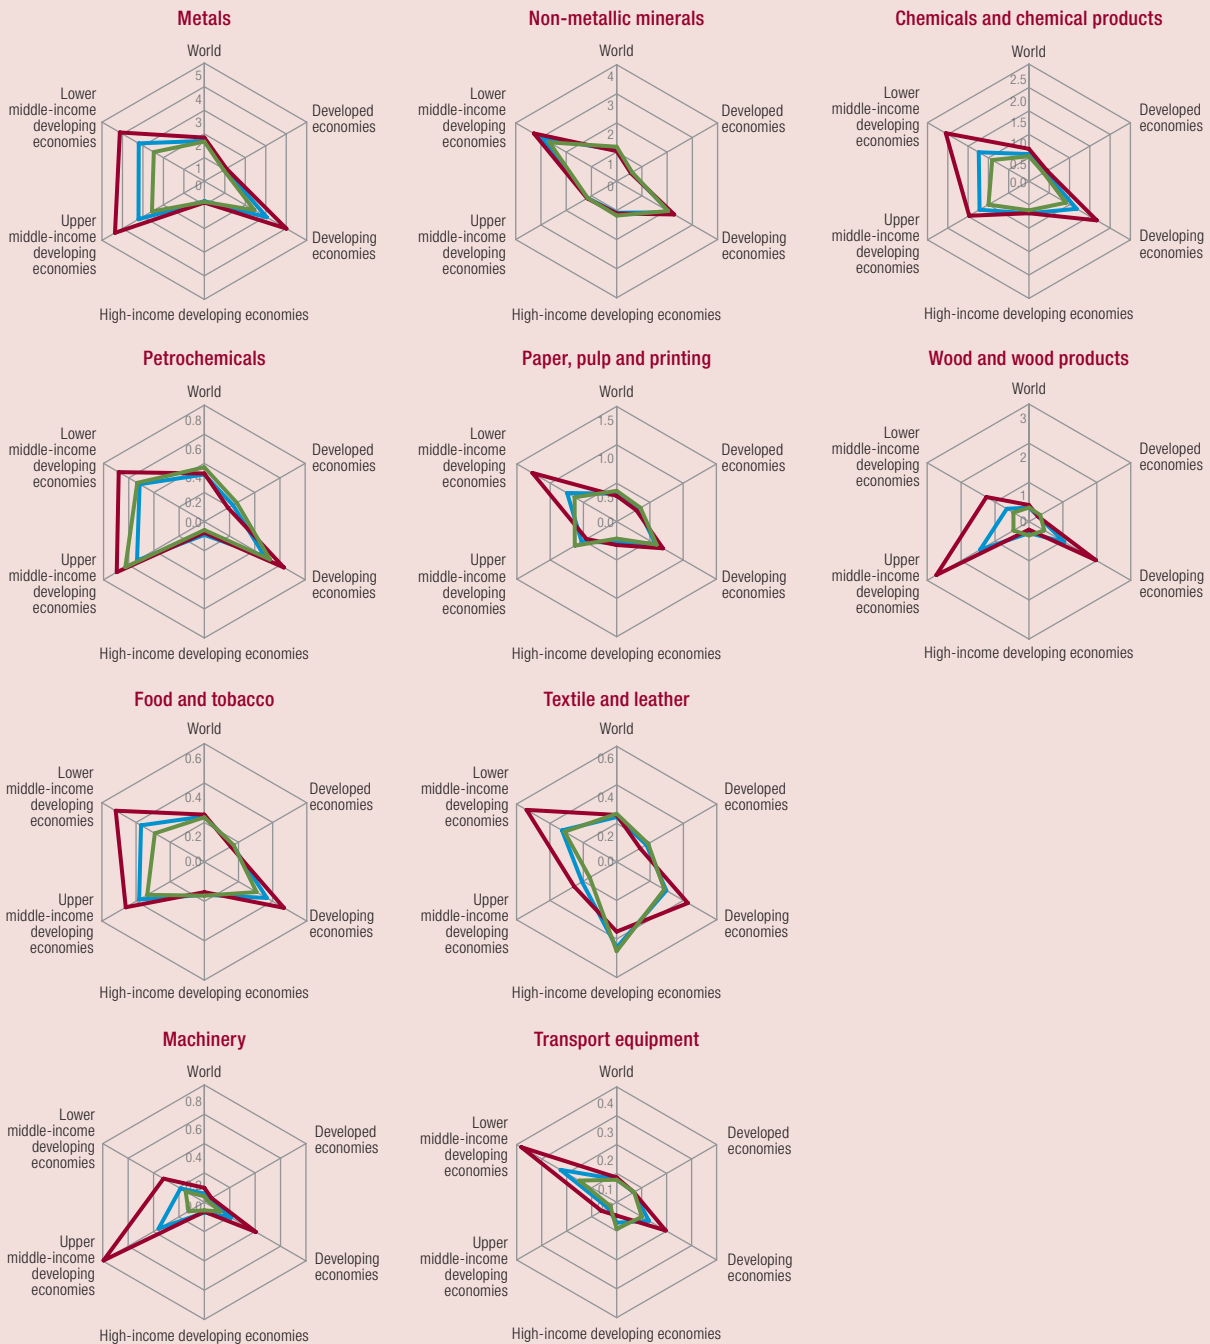 Metals
World
5
4
3
2
1
0
Lower
middle-income
developing
economies
Developed
economies
Upper
middle-income
developing
economies
Developing
economies
High-income developing economies
Non-metallic minerals
World
4
3
2
1
0
Lower
middle-income
developing
economies
Developed
economies
Upper
middle-income
developing
economies
Developing
economies
High-income developing economies
Chemicals and chemical products
World
2.5
2.0
1.5
1.0
0.5
0.0
Lower
middle-income
developing
economies
Developed
economies
Upper
middle-income
developing
economies
Developing
economies
High-income developing economies
Petrochemicals
World
0.8
0.6
0.4
0.2
0.0
Lower
middle-income
developing
economies
Developed
economies
Upper
middle-income
developing
economies
Developing
economies
High-income developing economies
Paper, pulp and printing
World
1.5
1.0
0.5
0.0
Lower
middle-income
developing
economies
Developed
economies
Upper
middle-income
developing
economies
Developing
economies
High-income developing economies
Wood and wood products
World
3
2
1
0
Lower
middle-income
developing
economies
Developed
economies
Upper
middle-income
developing
economies
Developing
economies
High-income developing economies
Food and tobacco
World
0.6
0.4
0.2
0.0
Lower
middle-income
developing
economies
Developed
economies
Upper
middle-income
developing
economies
Developing
economies
High-income developing economies
Textile and leather
World
0.6
0.4
0.2
0.0
Lower
middle-income
developing
economies
Developed
economies
Upper
middle-income
developing
economies
Developing
economies
High-income developing economies
Machinery
World
0.8
0.6
0.4
Lower
middle-income
developing
economies
Developed
economies
Upper
middle-income
developing
economies
Developing
economies
High-income developing economies
Transport equipment
World
0.4
0.3
0.2
0.1
Lower
middle-income
developing
economies
Developed
economies
Upper
middle-income
developing
economies
Developing
economies
High-income developing economies